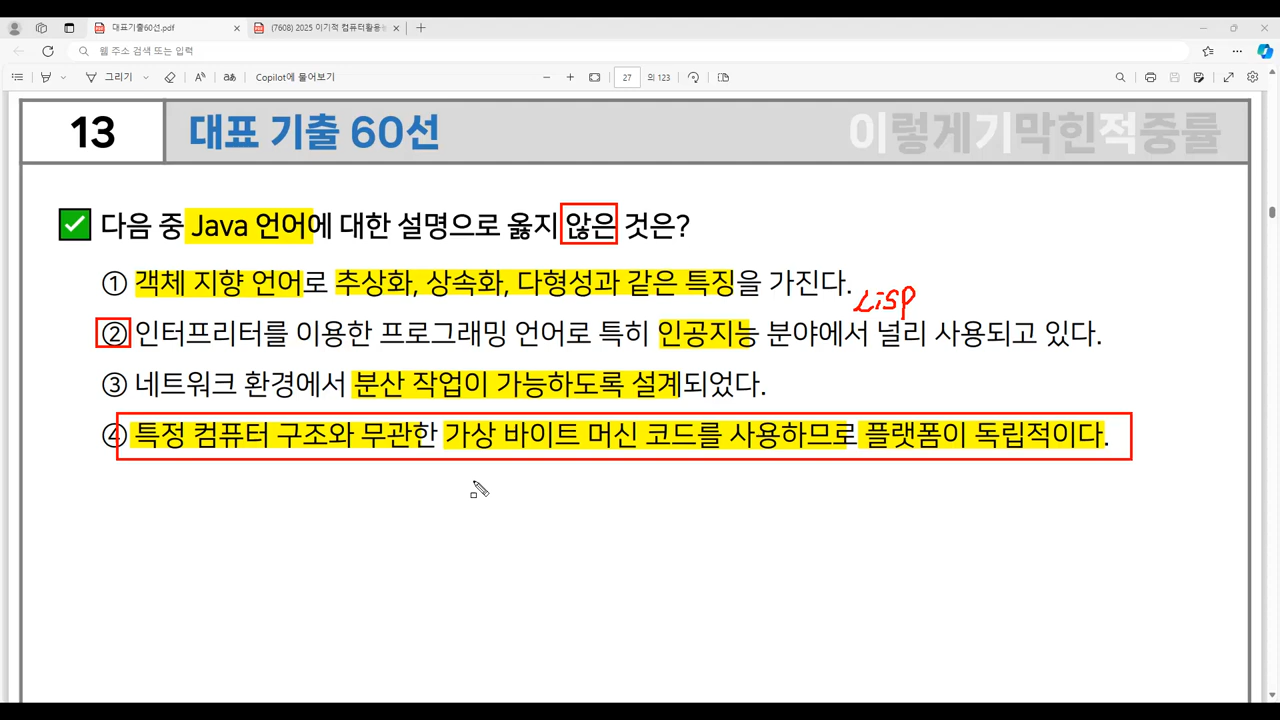 대표기출60선.pdf
(7608) 2025 이기적 컴퓨터활용능
웹 주소 검색 또는 입력
그리기
Copilot에 물어보기
27
의 123
13
대표 기출 60선
이렇게기막힌적중률
다음 중 Java 언어에 대한 설명으로 옳지 않은 것은?
① 객체 지향 언어로 추상화, 상속화, 다형성과 같은 특징을 가진다.
LISP
② 인터프리터를 이용한 프로그래밍 언어로 특히 인공지능 분야에서 널리 사용되고 있다.
③ 네트워크 환경에서 분산 작업이 가능하도록 설계되었다.
④ 특정 컴퓨터 구조와 무관한 가상 바이트 머신 코드를 사용하므로 플랫폼이 독립적이다.